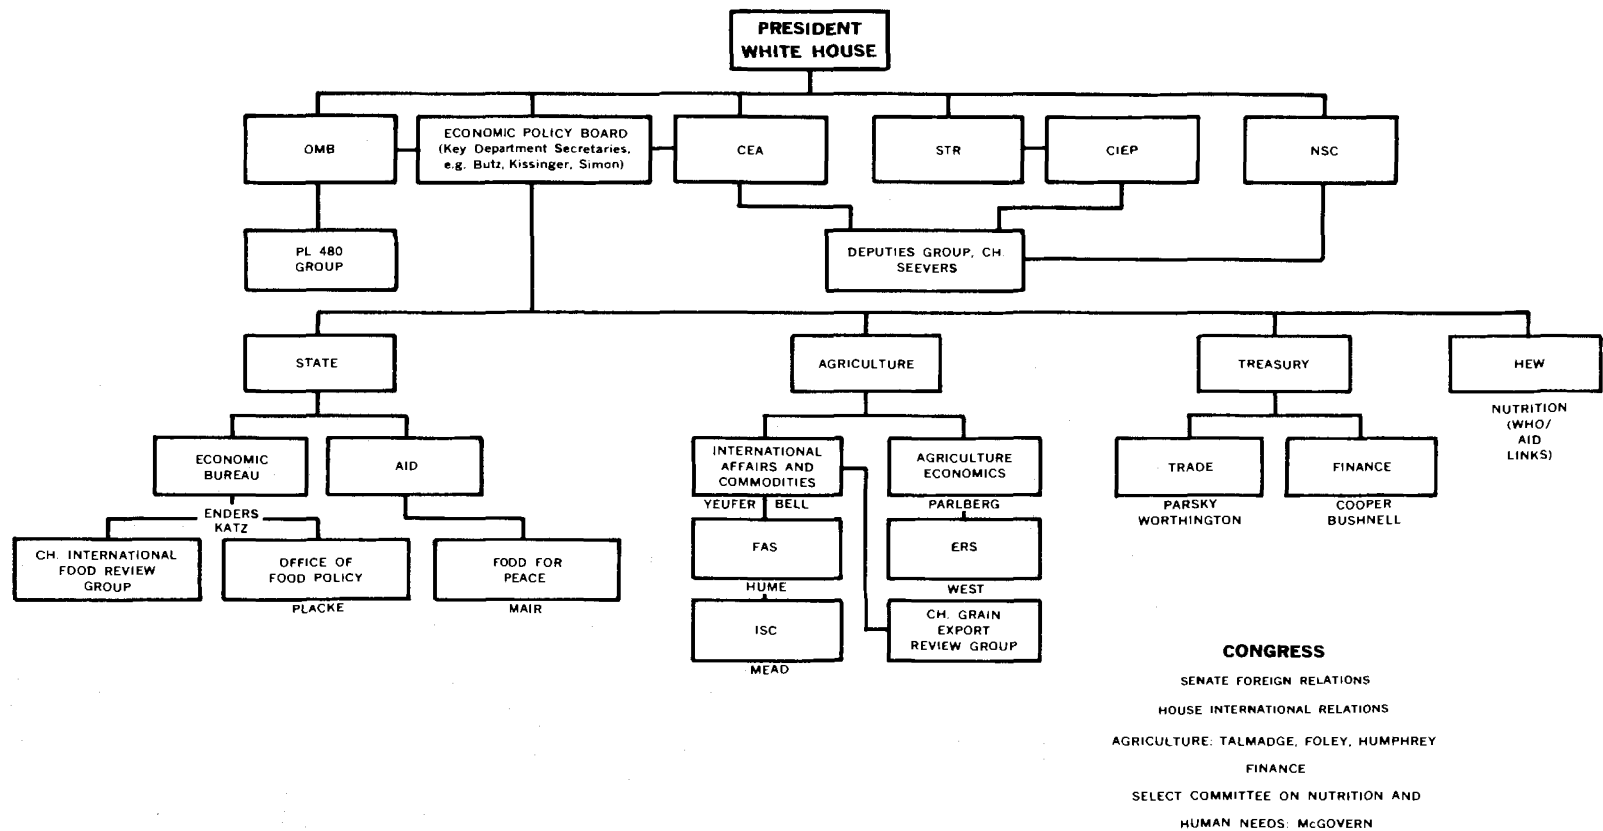 PRESIDENT
WHITE HOUSE
OMB
ECONOMIC POLICY BOARD
(Key Department Secretaries,
e.g. Butz, Kissinger, Simon)
CEA
STR
CIEP
NSC
PL 480
GROUP
DEPUTIES GROUP, CH.
SEEVERS
STATE
AGRICULTURE
TREASURY
HEW
NUTRITION
(WHO/
AID
LINKS)
ECONOMIC
BUREAU
ENDERS
KATZ
AID
INTERNATIONAL
AFFAIRS AND
COMMODITIES
YEUFER BELL
AGRICULTURE
ECONOMICS
PARLBERG
TRADE
PARSKY
WORTHINGTON
FINANCE
COOPER
BUSHNELL
CH. INTERNATIONAL
FOOD REVIEW
GROUP
OFFICE OF
FOOD POLICY
PLACKE
FOOD FOR
PEACE
MAIR
FAS
HUME
ERS
WEST
ISC
MEAD
CH. GRAIN
EXPORT
REVIEW GROUP
CONGRESS
SENATE FOREIGN RELATIONS
HOUSE INTERNATIONAL RELATIONS
AGRICULTURE: TALMADGE, FOLEY, HUMPHREY
FINANCE
SELECT COMMITTEE ON NUTRITION AND
HUMAN NEEDS: McGOVERN